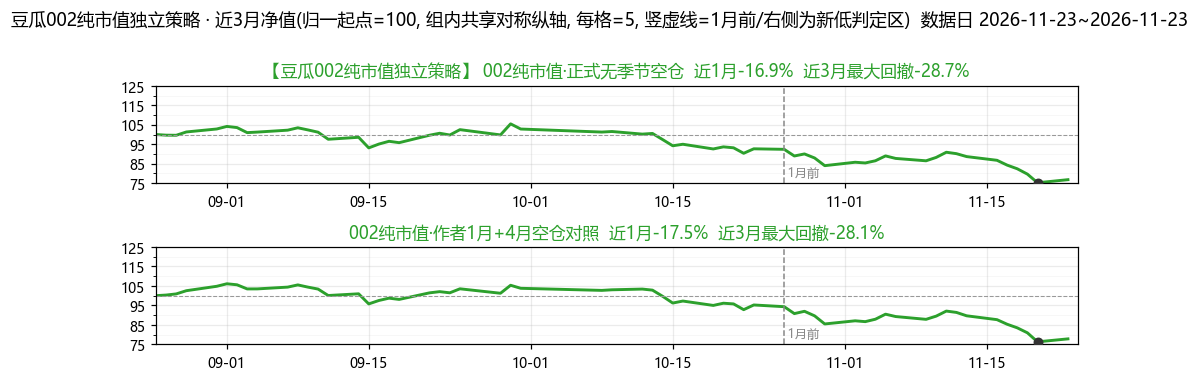 豆瓜002纯市值独立策略 · 近3月净值(归一起点=100, 组内共享对称纵轴, 每格=5, 竖虚线=1月前/右侧为新低判定区)  数据日 2026-11-23~2026-11-23
【豆瓜002纯市值独立策略】 002纯市值·正式无季节空仓  近1月-16.9%  近3月最大回撤-28.7%
125
115
105
95
85
75
1月前
09-01 09-15 10-01 10-15 11-01 11-15
002纯市值·作者1月+4月空仓对照  近1月-17.5%  近3月最大回撤-28.1%
125
115
105
95
85
75
1月前
09-01 09-15 10-01 10-15 11-01 11-15